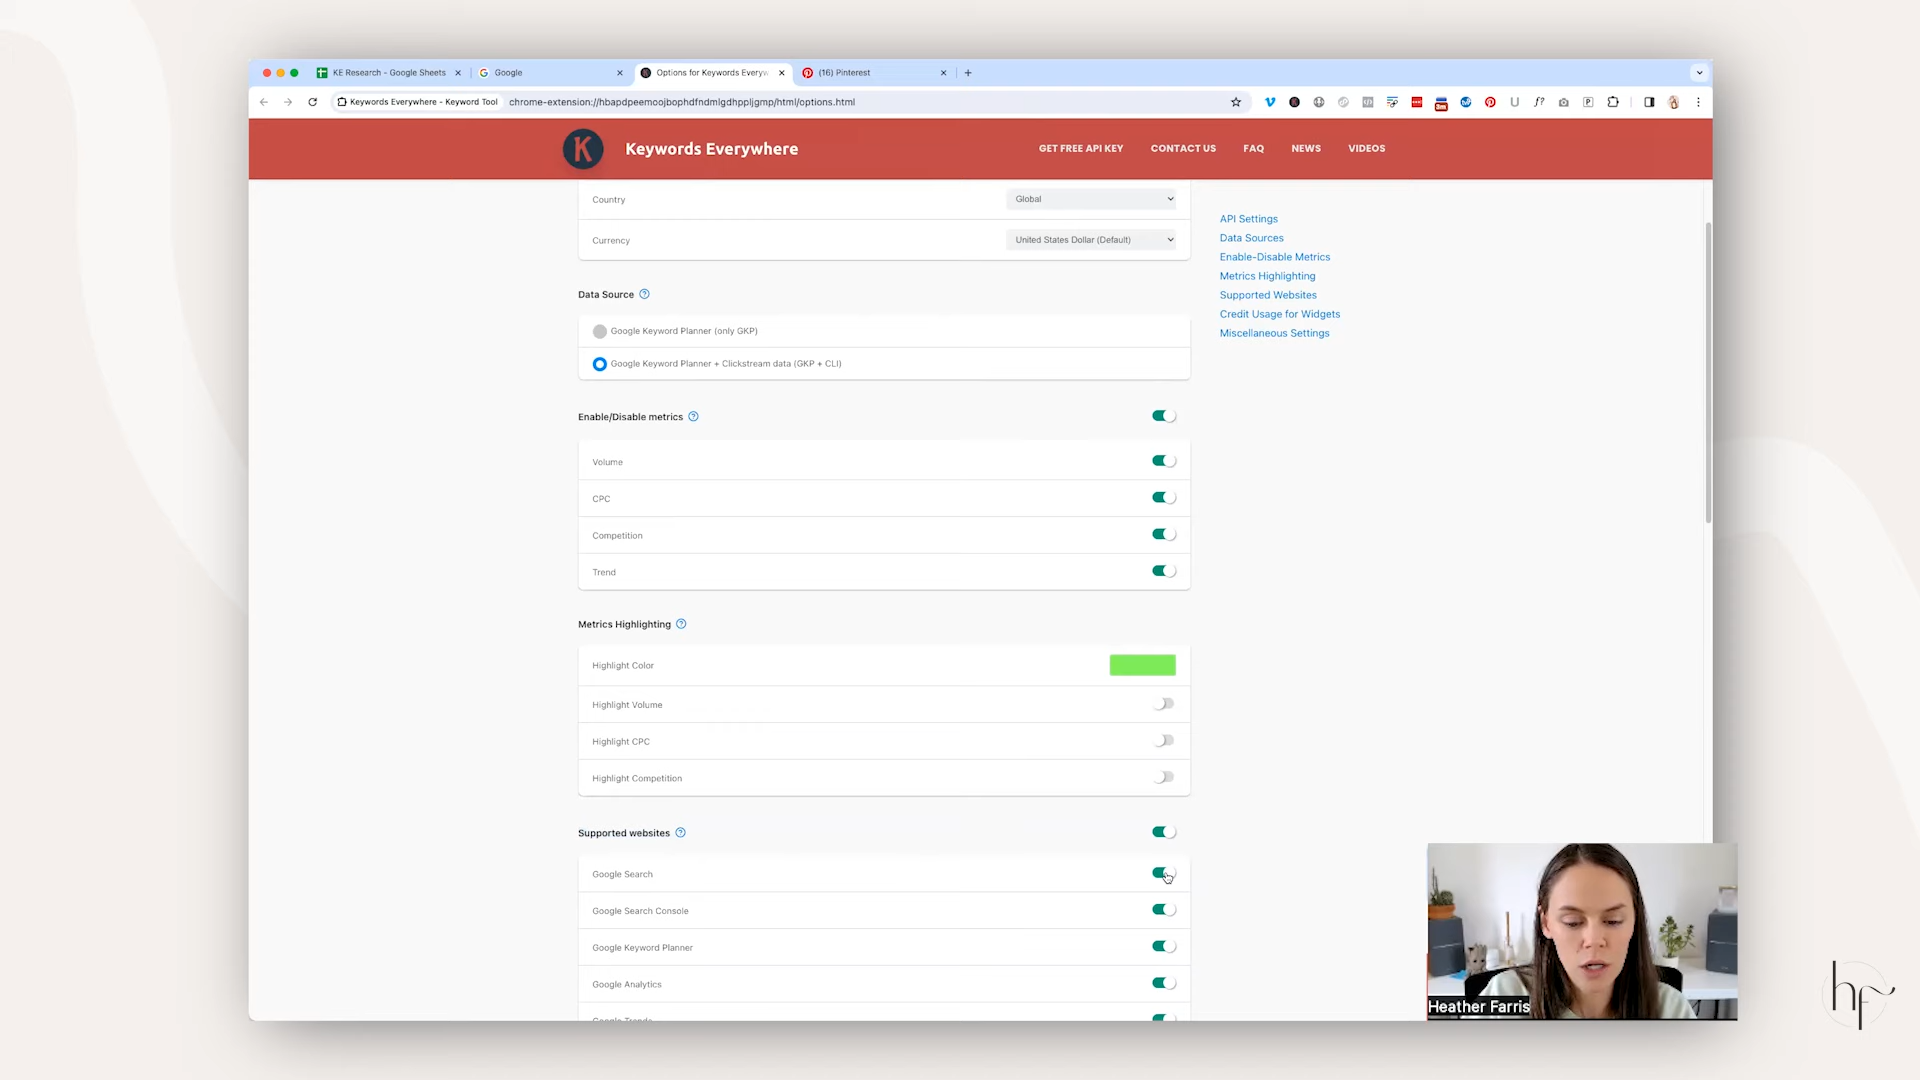 KE Research - Google Sheets
Google
Options for Keywords Everyw
(16) Pinterest
Keywords Everywhere - Keyword Tool
chrome-extension://hbapdpeemoojbophdfndmlgdhppljgmp/html/options.html
K
Keywords Everywhere
GET FREE API KEY
CONTACT US
FAQ
NEWS
VIDEOS
Country
Global
Currency
United States Dollar (Default)
API Settings
Data Sources
Enable-Disable Metrics
Metrics Highlighting
Supported Websites
Credit Usage for Widgets
Miscellaneous Settings
Data Source
Google Keyword Planner (only GKP)
Google Keyword Planner + Clickstream data (GKP + CLI)
Enable/Disable metrics
Volume
CPC
Competition
Trend
Metrics Highlighting
Highlight Color
Highlight Volume
Highlight CPC
Highlight Competition
Supported websites
Google Search
Google Search Console
Google Keyword Planner
Google Analytics
Google Trends
Heather Farris
hf